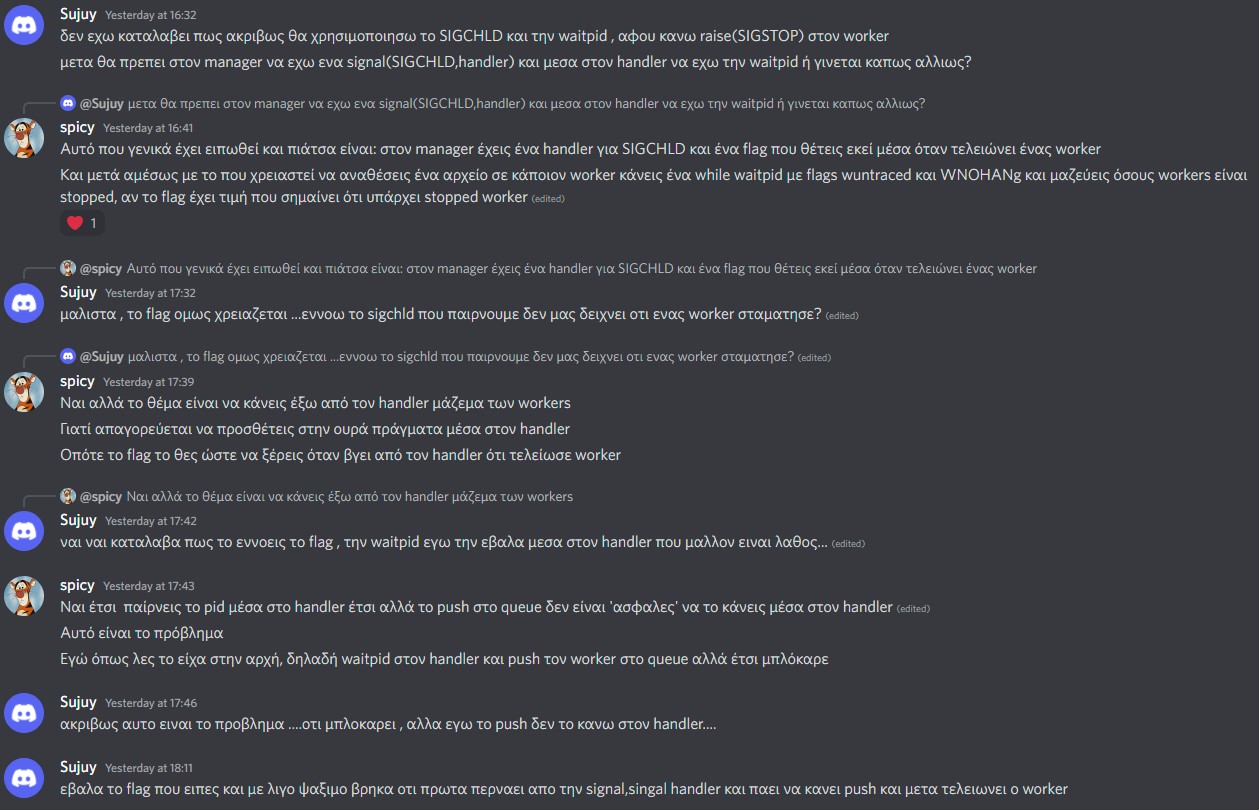 Sujuy Yesterday at 16:32
δεν εχω καταλαβει πως ακριβως θα χρησιμοποιησω το SIGCHLD και την waitpid , αφου κανω raise(SIGSTOP) στον worker
μετα θα πρεπει στον manager να εχω ενα signal(SIGCHLD,handler) και μεσα στον handler να εχω την waitpid ή γινεται καπως αλλιως?
@Sujuy μετα θα πρεπει στον manager να εχω ενα signal(SIGCHLD,handler) και μεσα στον handler να εχω την waitpid ή γινεται καπως αλλιως?
spicy Yesterday at 16:41
Αυτό που γενικά έχει ειπωθεί και πιάτσα είναι: στον manager έχεις ένα handler για SIGCHLD και ένα flag που θέτεις εκεί μέσα όταν τελειώνει ένας worker
Και μετά αμέσως με το που χρειαστεί να αναθέσεις ένα αρχείο σε κάποιον worker κάνεις ένα while waitpid με flags wuntraced και WNOHANg και μαζεύεις όσους workers είναι
stopped, αν το flag έχει τιμή που σημαίνει ότι υπάρχει stopped worker (edited)
1
@spicy Αυτό που γενικά έχει ειπωθεί και πιάτσα είναι: στον manager έχεις ένα handler για SIGCHLD και ένα flag που θέτεις εκεί μέσα όταν τελειώνει ένας worker
Sujuy Yesterday at 17:32
μαλιστα , το flag ομως χρειαζεται ...εννοω το sigchld που παιρνουμε δεν μας δειχνει οτι ενας worker σταματησε? (edited)
@Sujuy μαλιστα , το flag ομως χρειαζεται ...εννοω το sigchld που παιρνουμε δεν μας δειχνει οτι ενας worker σταματησε? (edited)
spicy Yesterday at 17:39
Ναι αλλά το θέμα είναι να κάνεις έξω από τον handler μάζεμα των workers
Γιατί απαγορεύεται να προσθέτεις στην ουρά πράγματα μέσα στον handler
Οπότε το flag το θες ώστε να ξέρεις όταν βγει από τον handler ότι τελείωσε worker
@spicy Ναι αλλά το θέμα είναι να κάνεις έξω από τον handler μάζεμα των workers
Sujuy Yesterday at 17:42
ναι ναι καταλαβα πως το εννοεις το flag , την waitpid εγω την εβαλα μεσα στον handler που μαλλον ειναι λαθος... (edited)
spicy Yesterday at 17:43
Ναι έτσι παίρνεις το pid μέσα στο handler έτσι αλλά το push στο queue δεν είναι 'ασφαλες' να το κάνεις μέσα στον handler (edited)
Αυτό είναι το πρόβλημα
Εγώ όπως λες το είχα στην αρχή, δηλαδή waitpid στον handler και push τον worker στο queue αλλά έτσι μπλόκαρε
Sujuy Yesterday at 17:46
ακριβως αυτο ειναι το προβλημα ....οτι μπλοκαρει , αλλα εγω το push δεν το κανω στον handler....
Sujuy Yesterday at 18:11
εβαλα το flag που ειπες και με λιγο ψαξιμο βρηκα οτι πρωτα περναει απο την signal,singal handler και παει να κανει push και μετα τελειωνει ο worker